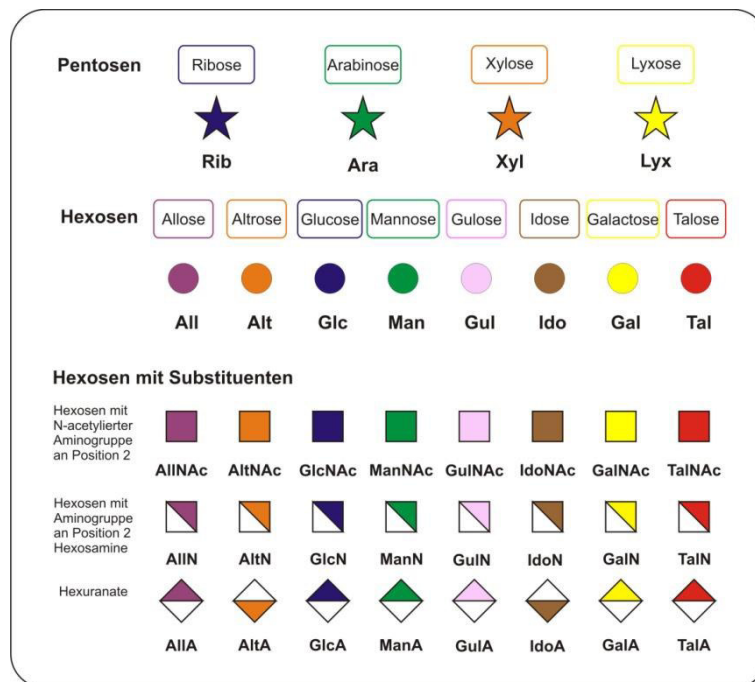 Pentosen Ribose Arabinose Xylose Lyxose
Rib Ara Xyl Lyx
Hexosen Allose Altrose Glucose Mannose Gulose Idose Galactose Talose
All Alt Glc Man Gul Ido Gal Tal
Hexosen mit Substituenten
Hexosen mit
N-acetylierter
Aminogruppe
an Position 2
AllNAc AltNAc GlcNAc ManNAc GulNAc IdoNAc GalNAc TalNAc
Hexosen mit
Aminogruppe
an Position 2
Hexosamine
AllN AltN GlcN ManN GulN IdoN GalN TalN
Hexuranate
AllA AltA GlcA ManA GulA IdoA GalA TalA